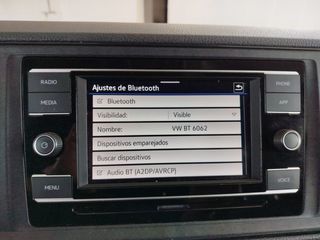 Ajustes de Bluetooth
RADIO
MEDIA
MENU
Bluetooth
Visibilidad: Visible
Nombre: VW BT 6062
Dispositivos emparejados
Buscar dispositivos
Audio BT (A2DP/AVRCP)
PHONE
APP
VOICE